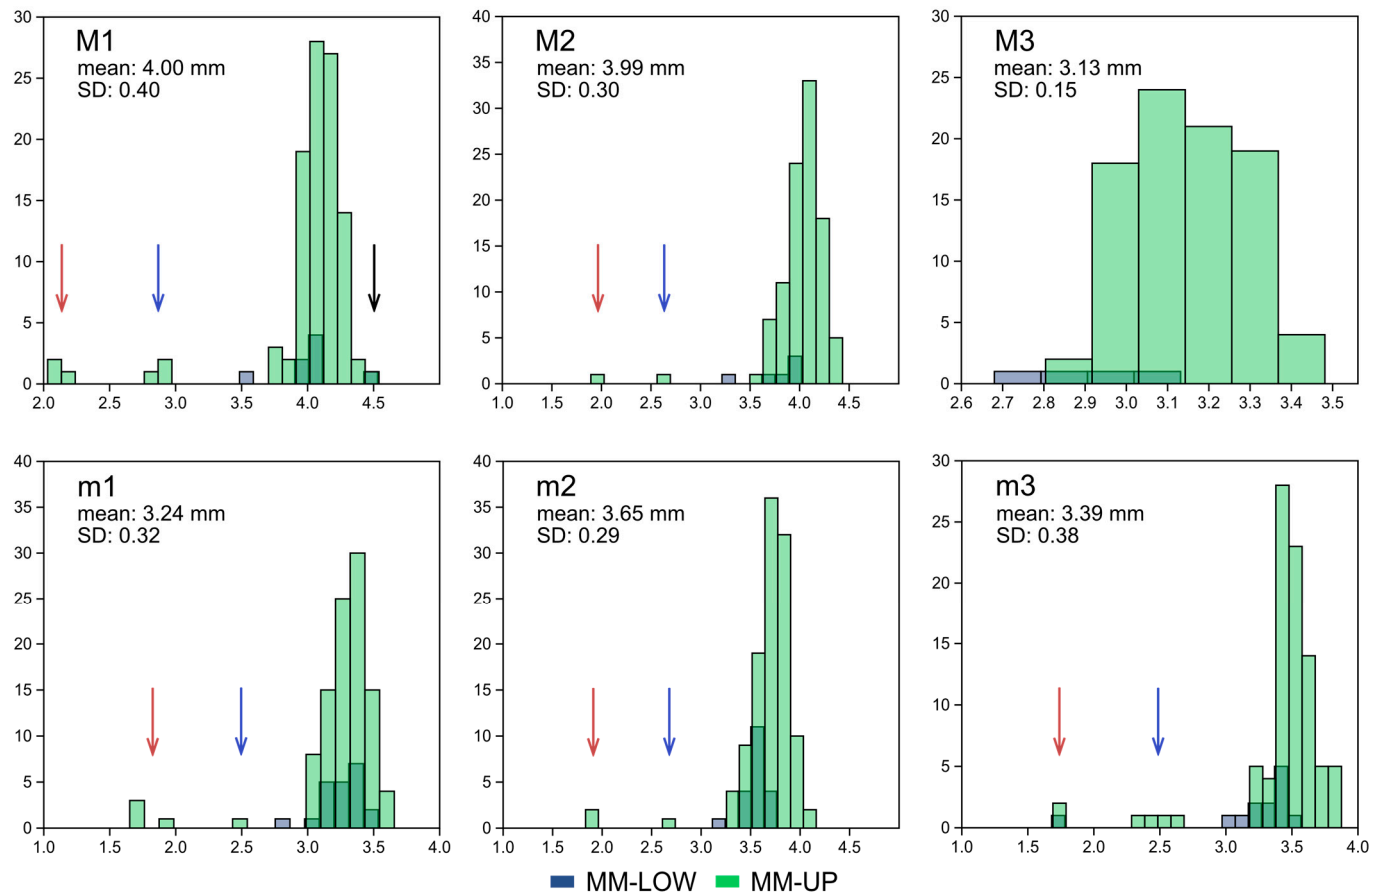 M1
mean: 4.00 mm
SD: 0.40
30
25
20
15
10
5
0
2.0 2.5 3.0 3.5 4.0 4.5
M2
mean: 3.99 mm
SD: 0.30
40
35
30
25
20
15
10
5
0
1.0 1.5 2.0 2.5 3.0 3.5 4.0 4.5
M3
mean: 3.13 mm
SD: 0.15
30
25
20
15
10
5
0
2.6 2.7 2.8 2.9 3.0 3.1 3.2 3.3 3.4 3.5
m1
mean: 3.24 mm
SD: 0.32
40
35
30
25
20
15
10
5
0
1.0 1.5 2.0 2.5 3.0 3.5 4.0
m2
mean: 3.65 mm
SD: 0.29
40
35
30
25
20
15
10
5
0
1.0 1.5 2.0 2.5 3.0 3.5 4.0 4.5
m3
mean: 3.39 mm
SD: 0.38
30
25
20
15
10
5
0
1.0 1.5 2.0 2.5 3.0 3.5 4.0
MM-LOW MM-UP